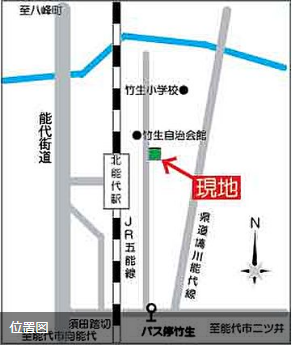 至八峰町
竹生小学校
能代街道
竹生自治会館
北能代駅
現地
JR五能線
県道塙川能代線
N
位置図
須田踏切
バス停竹生
至能代市向能代
至能代市二ツ井